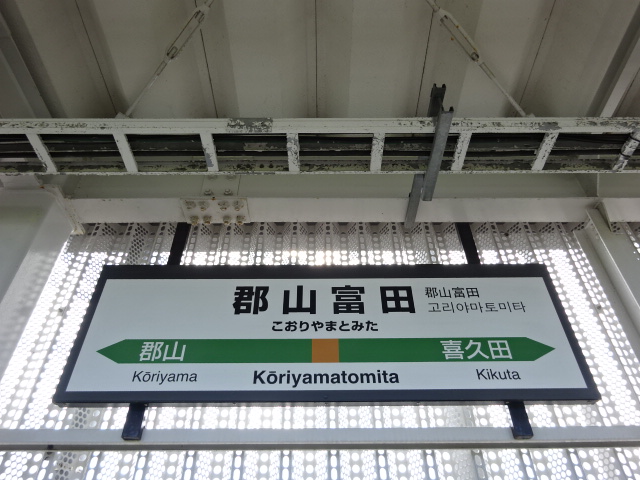 郡山富田
郡山富田
고리야마토미타
こおりやまとみた
郡山
喜久田
Kōriyama
Kōriyamatomita
Kikuta